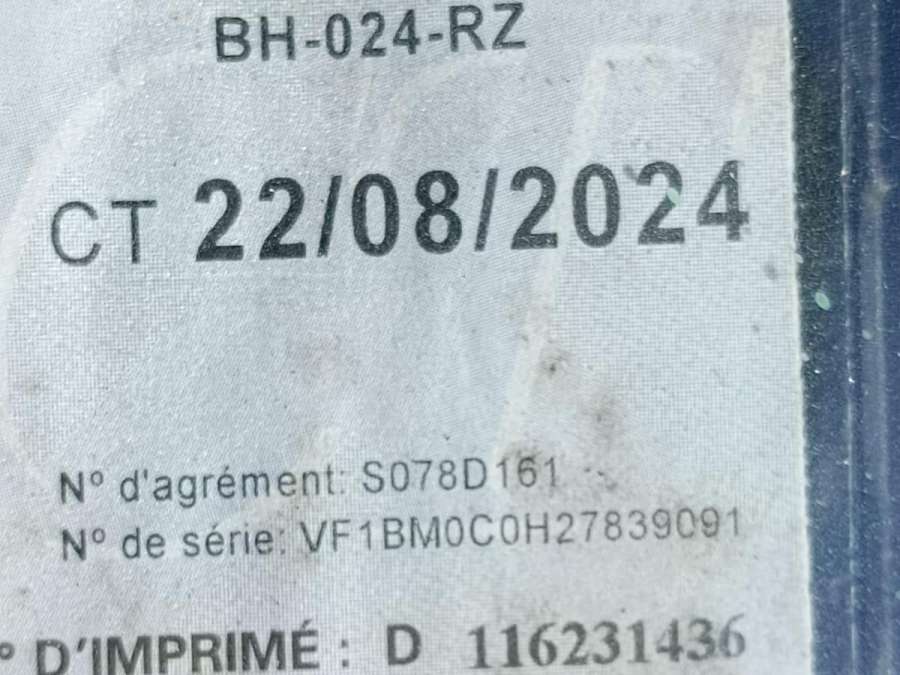 BH-024-RZ
CT 22/08/2024
N° d'agrément: S078D161
N° de série: VF1BM0C0H27839091
° D'IMPRIMÉ : D 116231436